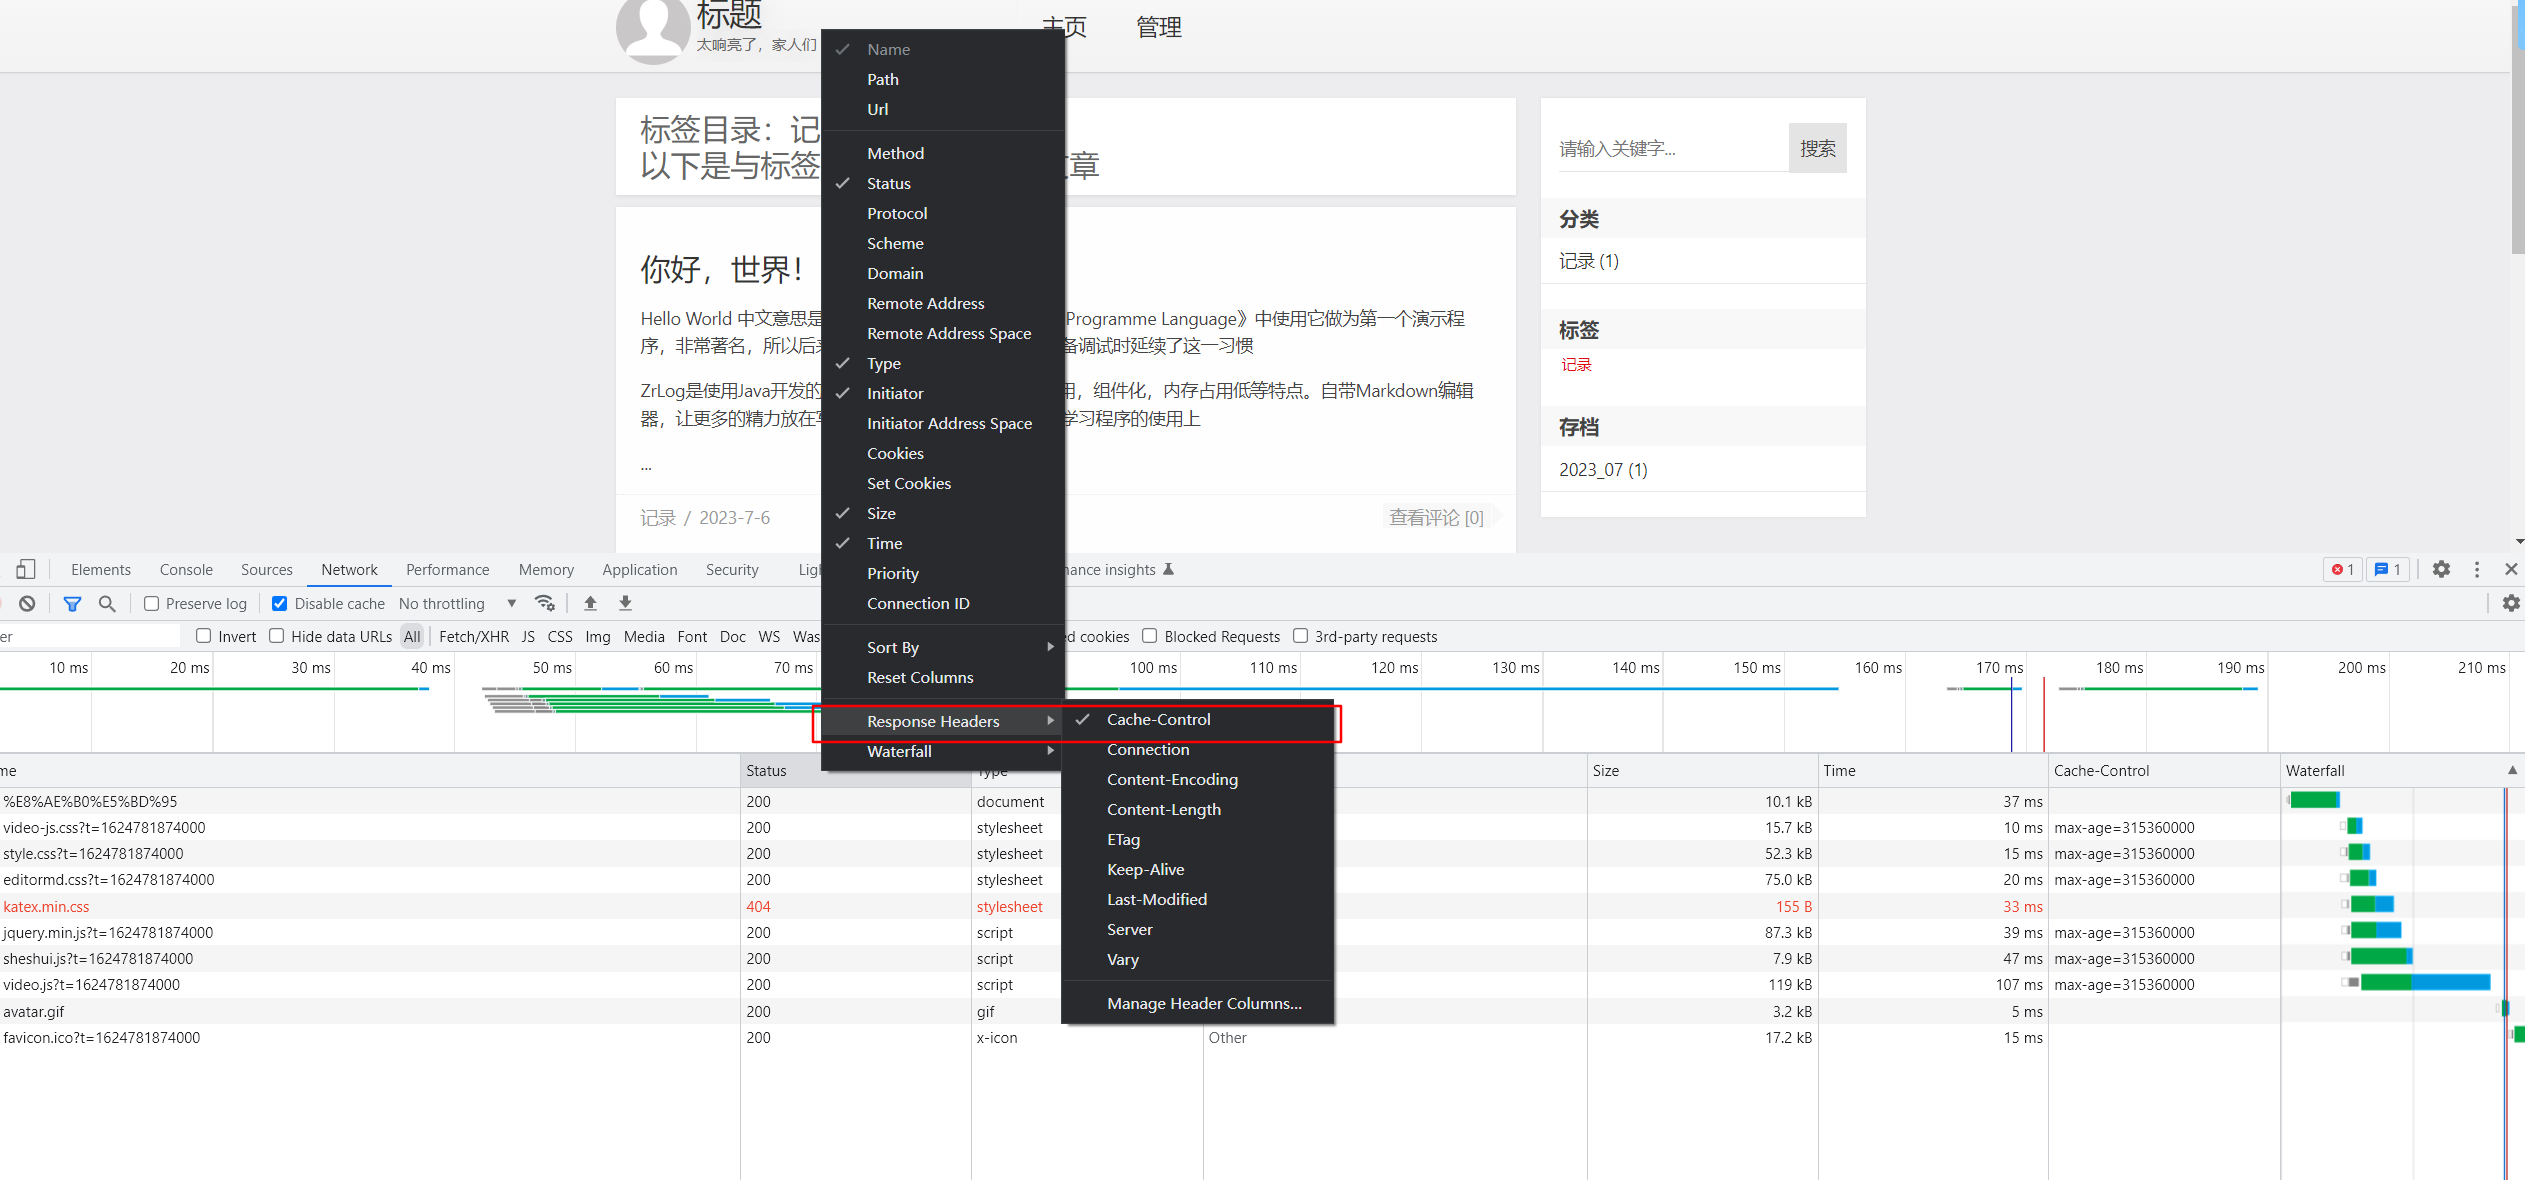 标题
太响亮了，家人们
主页 管理
标签目录：记
以下是与标签 章
你好，世界！
Hello World 中文意思是 Programme Language》中使用它做为第一个演示程
序，非常著名，所以后来 备调试时延续了这一习惯
ZrLog是使用Java开发的 用，组件化，内存占用低等特点。自带Markdown编辑
器，让更多的精力放在写 学习程序的使用上
...
记录 / 2023-7-6
查看评论 [0]
请输入关键字... 搜索
分类
记录 (1)
标签
记录
存档
2023_07 (1)
Name
Path
Url
Method
Status
Protocol
Scheme
Domain
Remote Address
Remote Address Space
Type
Initiator
Initiator Address Space
Cookies
Set Cookies
Size
Time
Priority
Connection ID
Sort By
Reset Columns
Response Headers
Waterfall
Cache-Control
Connection
Content-Encoding
Content-Length
ETag
Keep-Alive
Last-Modified
Server
Vary
Manage Header Columns...
Elements Console Sources Network Performance Memory Application Security Ligh mance insights 1 1
Preserve log Disable cache No throttling
er Invert Hide data URLs All Fetch/XHR JS CSS Img Media Font Doc WS Was d cookies Blocked Requests 3rd-party requests
10 ms 20 ms 30 ms 40 ms 50 ms 60 ms 70 ms 100 ms 110 ms 120 ms 130 ms 140 ms 150 ms 160 ms 170 ms 180 ms 190 ms 200 ms 210 ms
me Status Type Size Time Cache-Control Waterfall
%E8%AE%B0%E5%BD%95 200 document 10.1 kB 37 ms
video-js.css?t=1624781874000 200 stylesheet 15.7 kB 10 ms max-age=315360000
style.css?t=1624781874000 200 stylesheet 52.3 kB 15 ms max-age=315360000
editormd.css?t=1624781874000 200 stylesheet 75.0 kB 20 ms max-age=315360000
katex.min.css 404 stylesheet 155 B 33 ms
jquery.min.js?t=1624781874000 200 script 87.3 kB 39 ms max-age=315360000
sheshui.js?t=1624781874000 200 script 7.9 kB 47 ms max-age=315360000
video.js?t=1624781874000 200 script 119 kB 107 ms max-age=315360000
avatar.gif 200 gif 3.2 kB 5 ms
favicon.ico?t=1624781874000 200 x-icon Other 17.2 kB 15 ms